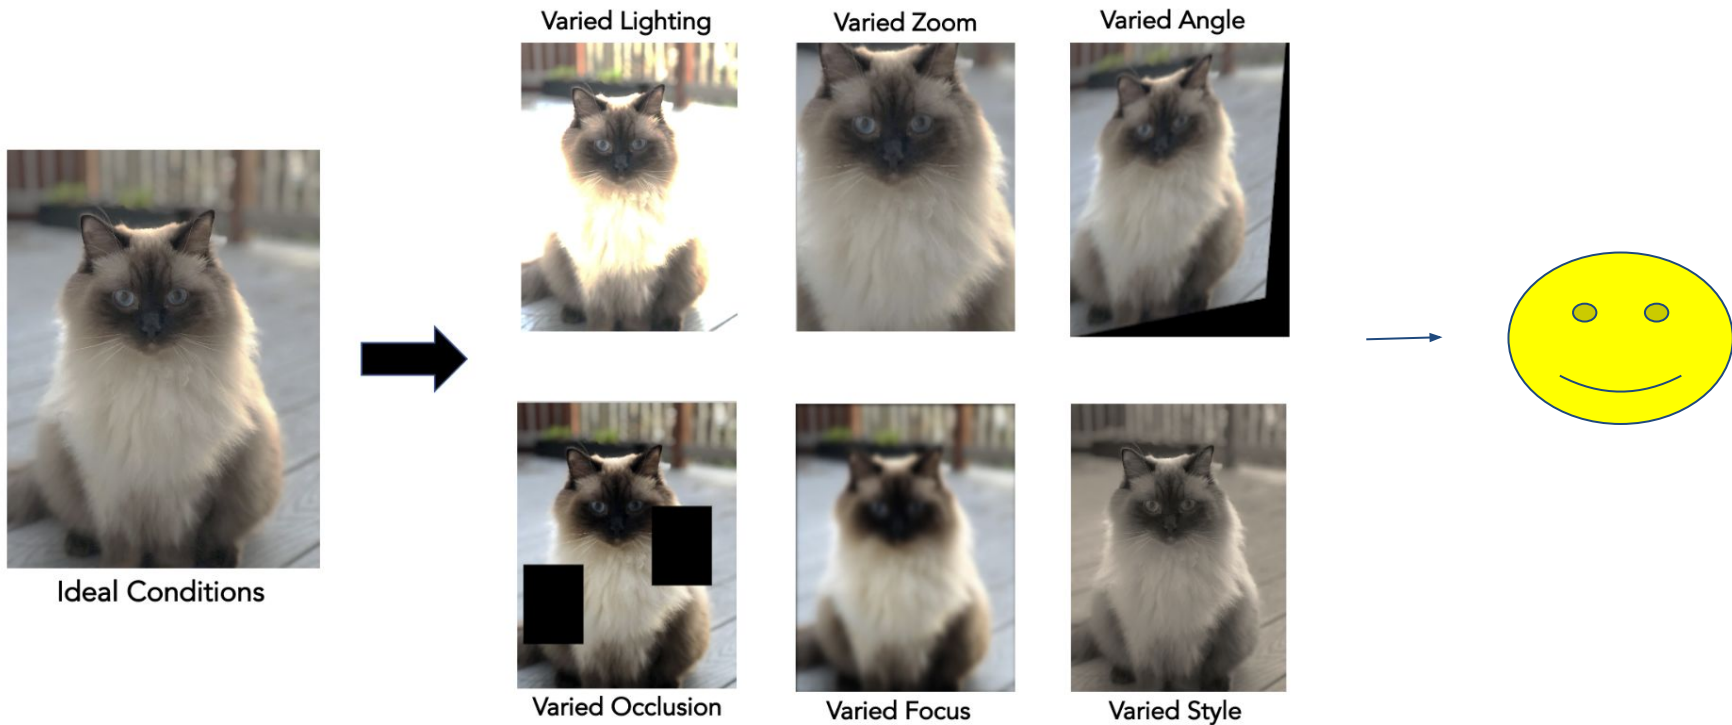 Varied Lighting
Varied Zoom
Varied Angle
Ideal Conditions
Varied Occlusion
Varied Focus
Varied Style